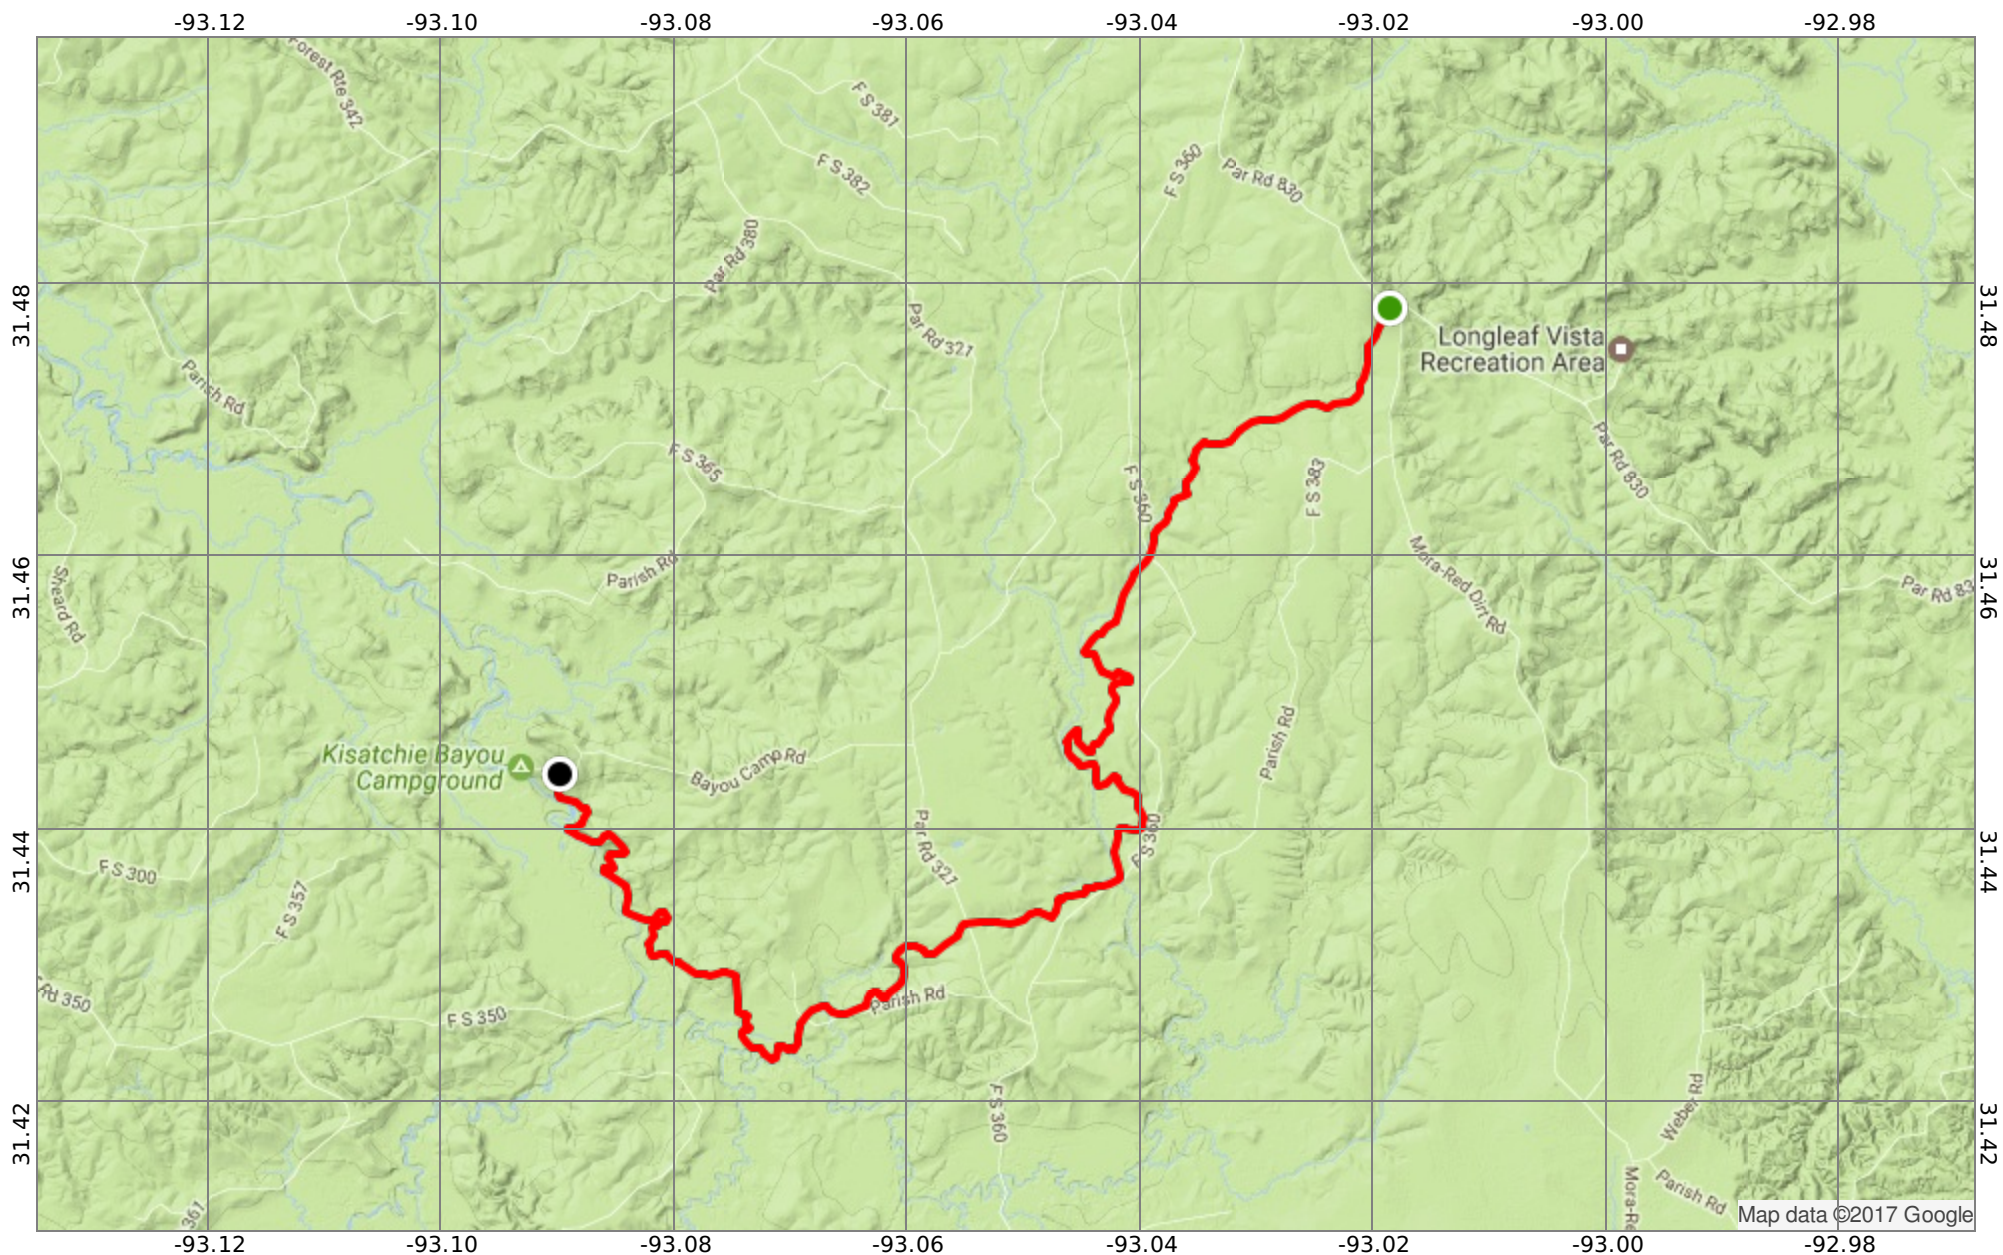 -93.12 -93.10 -93.08 -93.06 -93.04 -93.02 -93.00 -92.98
Forest Rte 342
F S 381
F S 382
F S 360
Par Rd 830
Par Rd 380
31.48
31.48
Par Rd 321
Longleaf Vista
Recreation Area
Parish Rd
F S 365
F S 360
F S 383
Par Rd 830
31.46
31.46
Sheard Rd
Parish Rd
Mora-Red Dirt Rd
Par Rd 83
Kisatchie Bayou
Campground
Bayou Camp Rd
Parish Rd
31.44
31.44
F S 300
F S 357
Par Rd 321
F S 360
Rd 350
F S 350
Parish Rd
31.42
31.42
F S 360
Weber Rd
361
Mora-Re
Parish Rd
Map data ©2017 Google
-93.12 -93.10 -93.08 -93.06 -93.04 -93.02 -93.00 -92.98